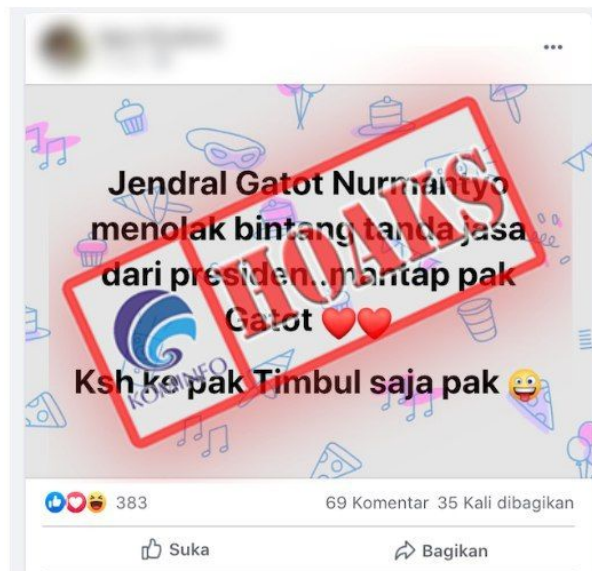 Jendral Gatot Nurmantyo
menolak bintang tanda jasa
dari presiden..mantap pak
Gatot ❤️❤️
Ksh ke pak Timbul saja pak 😜
HOAKS
KOMINFO
383
69 Komentar 35 Kali dibagikan
Suka
Bagikan